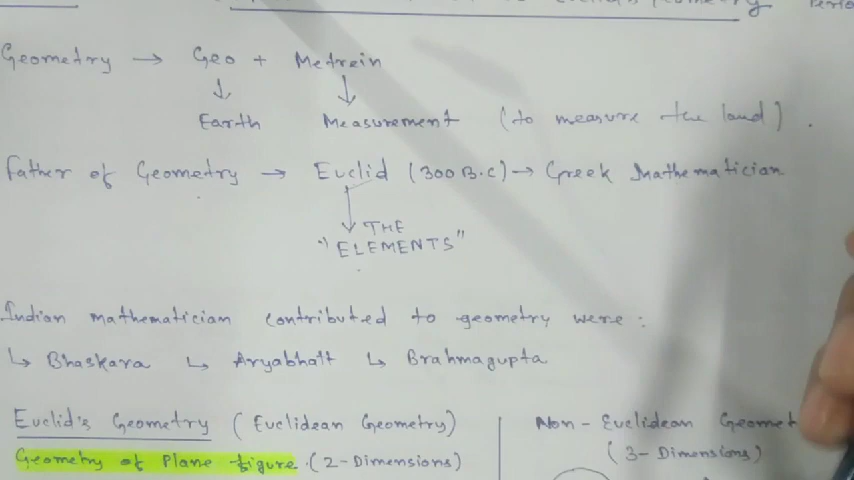 Geometry → Geo + Metrein
↓ ↓
Earth Measurement (to measure the land).
Father of Geometry → Euclid (300 B.C) → Greek Mathematician
↓
"THE
ELEMENTS"
Indian mathematician contributed to geometry were:
↳ Bhaskara ↳ Aryabhatt ↳ Brahmagupta
Euclid's Geometry (Euclidean Geometry)
Geometry of Plane figure. (2-Dimensions)
Non-Euclidean Geomet
(3-Dimensions)